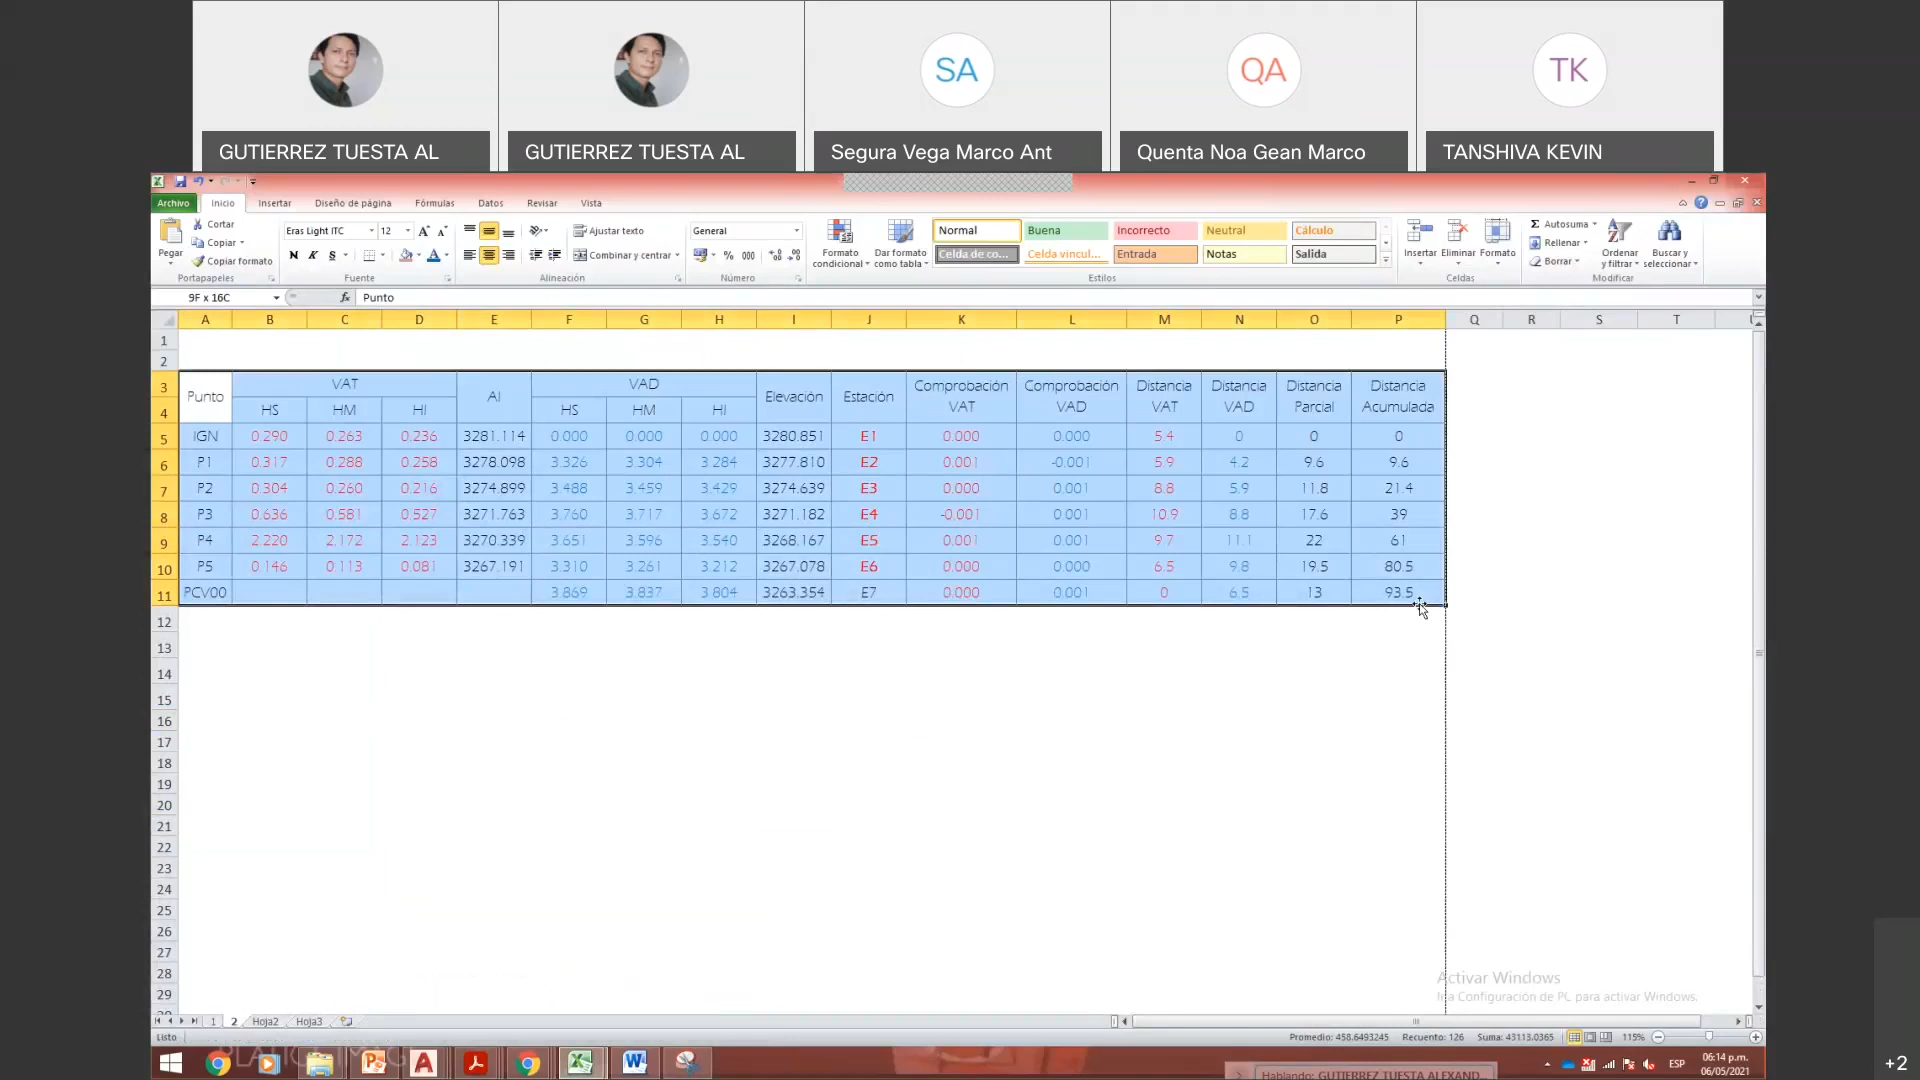 SA
QA
TK
GUTIERREZ TUESTA AL
GUTIERREZ TUESTA AL
Segura Vega Marco Ant
Quenta Noa Gean Marco
TANSHIVA KEVIN
Archivo Inicio Insertar Diseño de página Fórmulas Datos Revisar Vista
Pegar
Cortar
Copiar
Copiar formato
Portapapeles
Eras Light ITC 12
N K S
Fuente
Ajustar texto
Combinar y centrar
Alineación
General
% 000
Número
Formato condicional
Dar formato como tabla
Normal Buena Incorrecto Neutral Cálculo
Celda de co... Celda vincul... Entrada Notas Salida
Estilos
Insertar Eliminar Formato
Celdas
Autosuma
Rellenar
Borrar
Ordenar y filtrar
Buscar y seleccionar
Modificar
9F x 16C fx Punto
A B C D E F G H I J K L M N O P Q R S T
1
2
3 Punto VAT AI VAD Elevación Estación Comprobación VAT Comprobación VAD Distancia VAT Distancia VAD Distancia Parcial Distancia Acumulada
4 HS HM HI HS HM HI
5 IGN 0.290 0.263 0.236 3281.114 0.000 0.000 0.000 3280.851 E1 0.000 0.000 5.4 0 0 0
6 P1 0.317 0.288 0.258 3278.098 3.326 3.304 3.284 3277.810 E2 0.001 -0.001 5.9 4.2 9.6 9.6
7 P2 0.304 0.260 0.216 3274.899 3.488 3.459 3.429 3274.639 E3 0.000 0.001 8.8 5.9 11.8 21.4
8 P3 0.636 0.581 0.527 3271.763 3.760 3.717 3.672 3271.182 E4 -0.001 0.001 10.9 8.8 17.6 39
9 P4 2.220 2.172 2.123 3270.339 3.651 3.596 3.540 3268.167 E5 0.001 0.001 9.7 11.1 22 61
10 P5 0.146 0.113 0.081 3267.191 3.310 3.261 3.212 3267.078 E6 0.000 0.000 6.5 9.8 19.5 80.5
11 PCV00 3.869 3.837 3.804 3263.354 E7 0.000 0.001 0 6.5 13 93.5
12
13
14
15
16
17
18
19
20
21
22
23
24
25
26
27
28
29
Activar Windows
Configuración de PC para activar Windows.
1 2 Hoja2 Hoja3
Listo Promedio: 458.6493245 Recuento: 126 Suma: 43113.0365 115%
Hablando: GUTIERREZ TUESTA ALEXAND...
ESP
06:14 p.m.
06/05/2021
+2